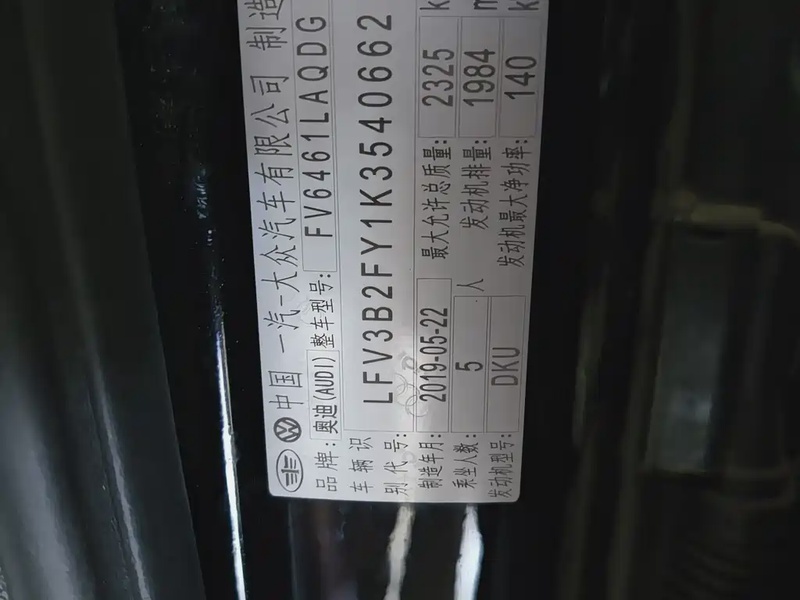 中国 一汽-大众汽车有限公司 制造
品牌: 奥迪(AUDI) 整车型号: FV6461LAQDG
车辆识别代号: LFV3B2FY1K3540662
制造年月: 2019-05-22 最大允许总质量: 2325 k
乘坐人数: 5 人 发动机排量: 1984 m
发动机型号: DKU 发动机最大净功率: 140 k